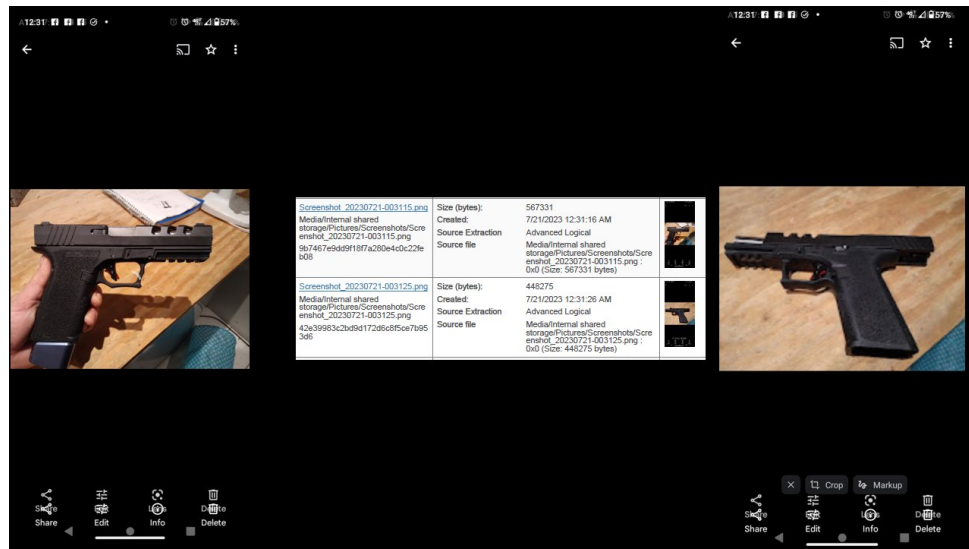 12:31
57%
Share
Edit
Info
Delete
Screenshot_20230721-003115.png
Media/Internal shared
storage/Pictures/Screenshots/Scre
enshot_20230721-003115.png
9b7467e9dd9f18f7a280e4c0c22fe
b08
Size (bytes):
567331
Created:
7/21/2023 12:31:16 AM
Source Extraction
Advanced Logical
Source file
Media/Internal shared
storage/Pictures/Screenshots/Scre
enshot_20230721-003115.png :
0x0 (Size: 567331 bytes)
Screenshot_20230721-003125.png
Media/Internal shared
storage/Pictures/Screenshots/Scre
enshot_20230721-003125.png
42e39983c2bd9d172d6c8f5ce7b95
3d6
Size (bytes):
448275
Created:
7/21/2023 12:31:26 AM
Source Extraction
Advanced Logical
Source file
Media/Internal shared
storage/Pictures/Screenshots/Scre
enshot_20230721-003125.png :
0x0 (Size: 448275 bytes)
12:31
57%
Crop
Markup
Share
Edit
Info
Delete